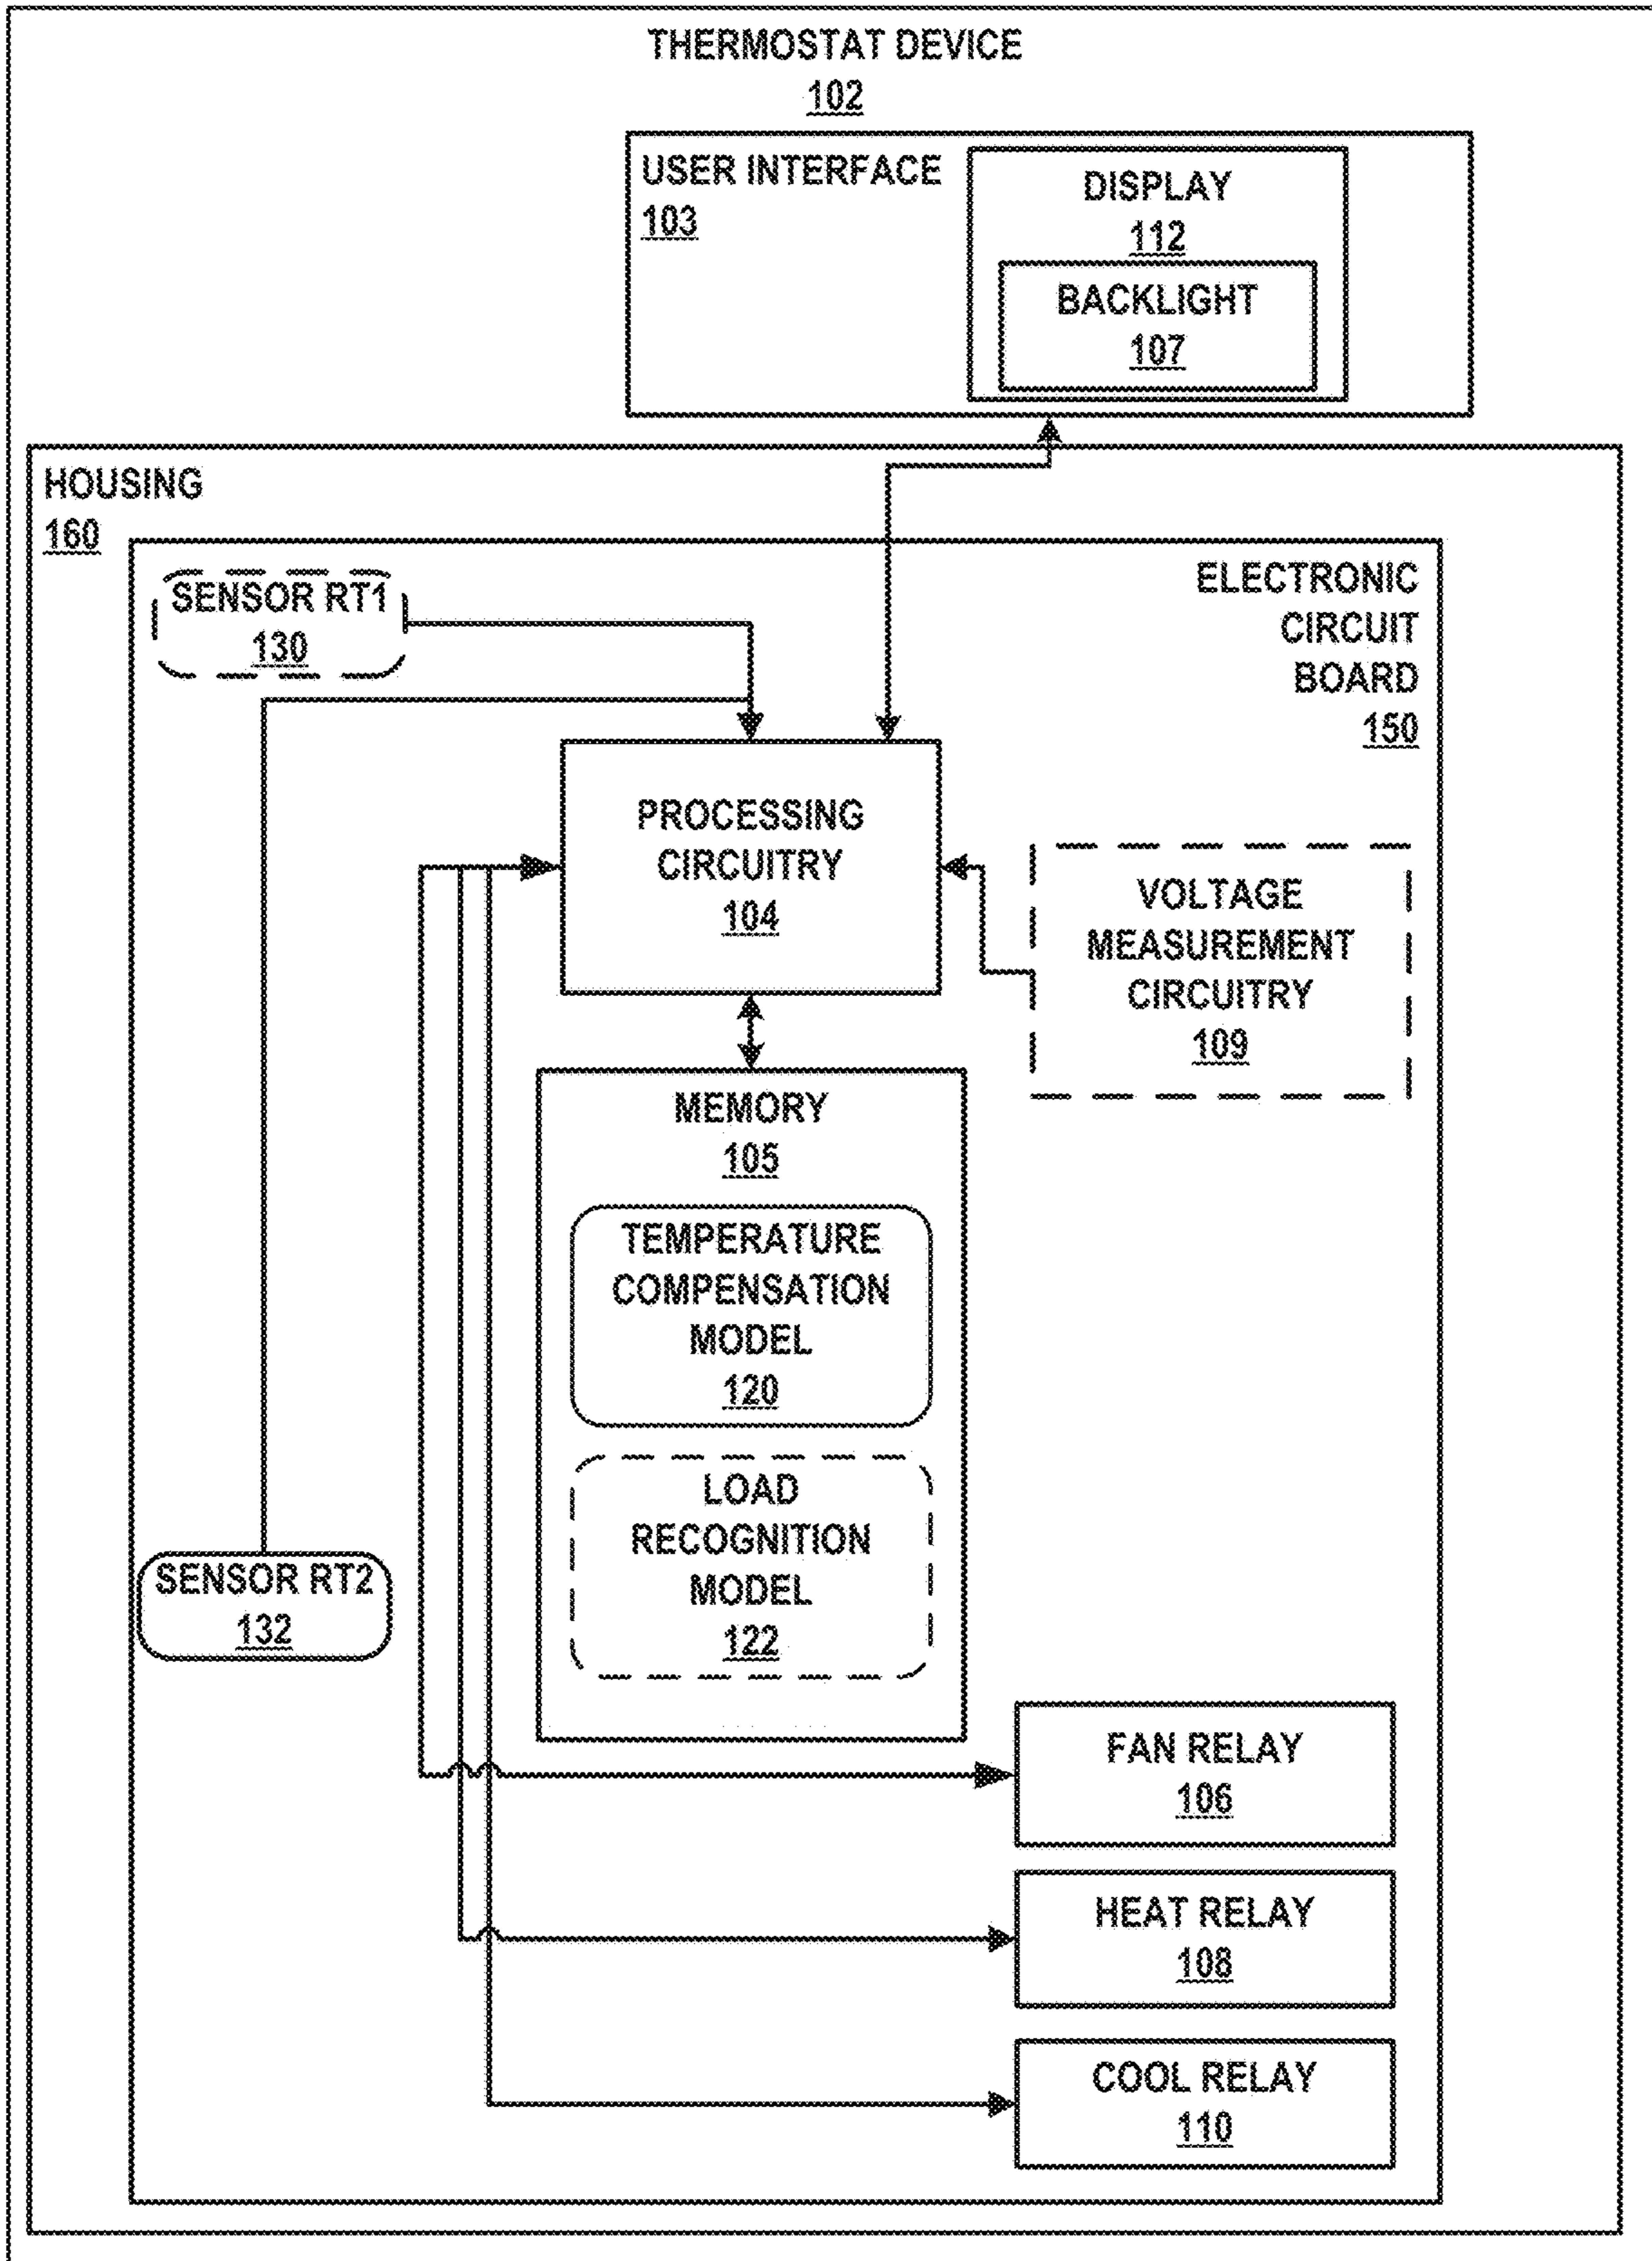 THERMOSTAT DEVICE
102
USER INTERFACE
103
DISPLAY
112
BACKLIGHT
107
HOUSING
160
ELECTRONIC
CIRCUIT
BOARD
150
SENSOR RT1
130
PROCESSING
CIRCUITRY
104
VOLTAGE
MEASUREMENT
CIRCUITRY
109
MEMORY
105
TEMPERATURE
COMPENSATION
MODEL
120
LOAD
RECOGNITION
MODEL
122
SENSOR RT2
132
FAN RELAY
106
HEAT RELAY
108
COOL RELAY
110